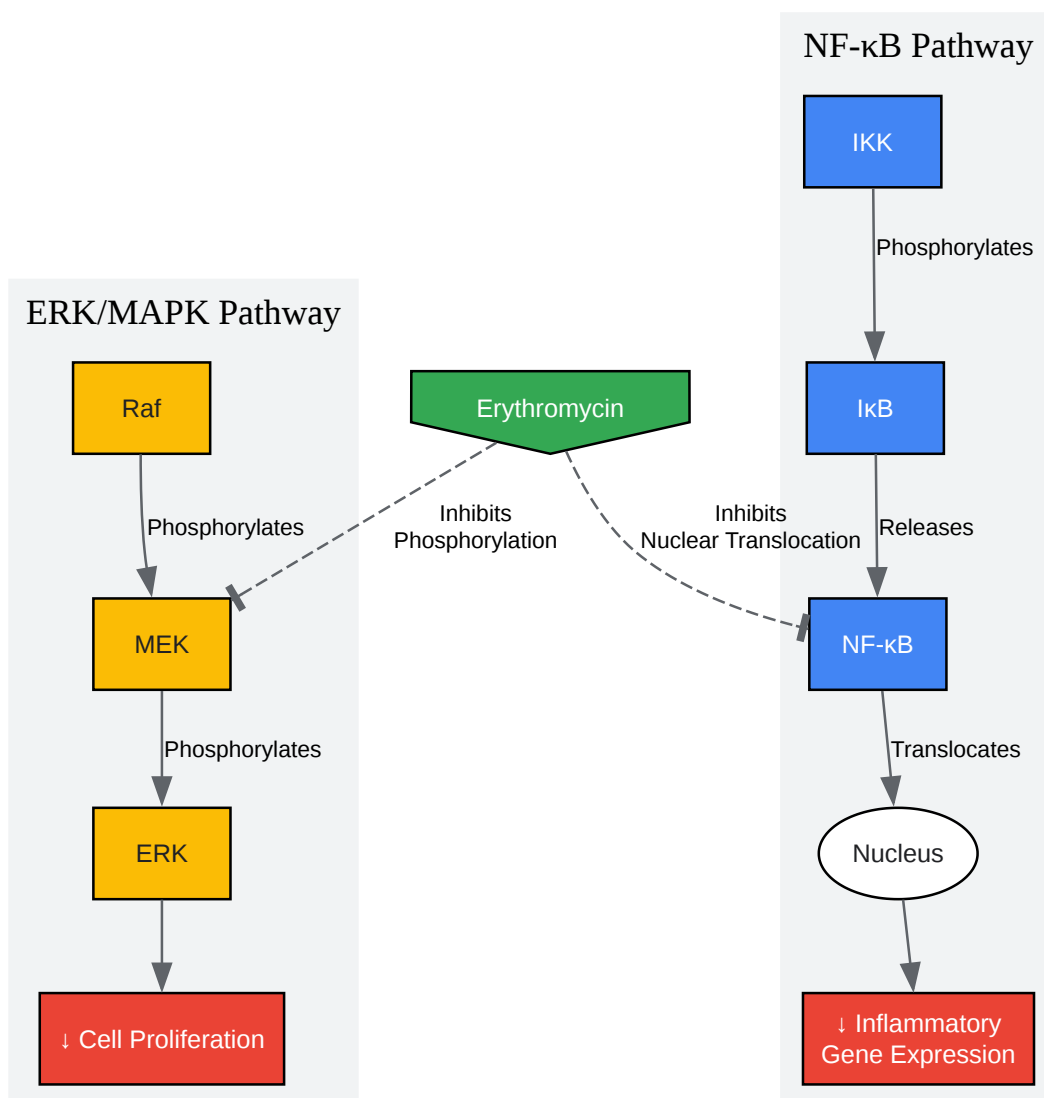 NF-κB Pathway
IKK
Phosphorylates
ERK/MAPK Pathway
Raf
Erythromycin
IκB
Phosphorylates
Inhibits
Phosphorylation
Inhibits
Nuclear Translocation
Releases
MEK
NF-κB
Phosphorylates
Translocates
ERK
Nucleus
↓ Cell Proliferation
↓ Inflammatory
Gene Expression